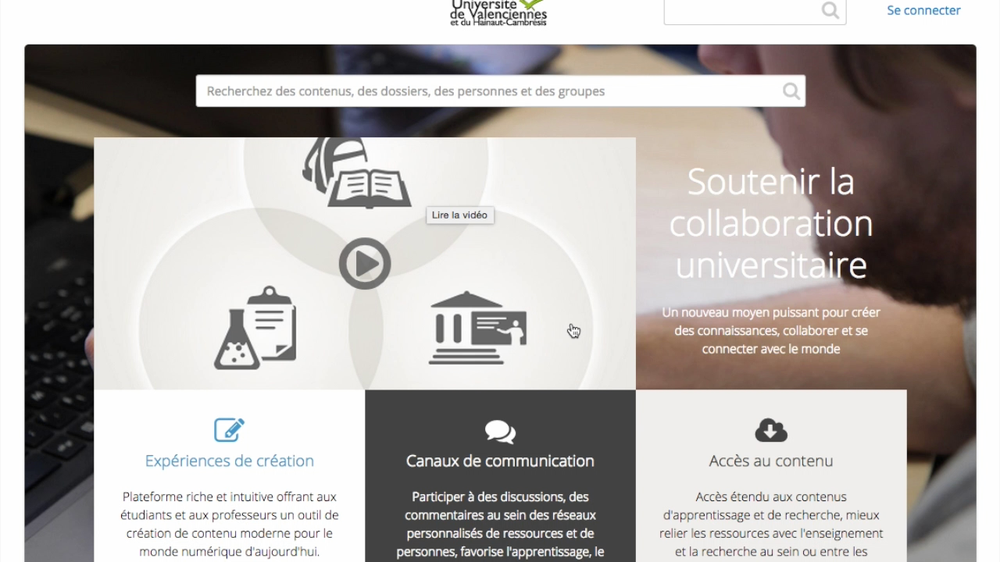 Université
de Valenciennes
et du Hainaut-Cambrésis
Se connecter
Recherchez des contenus, des dossiers, des personnes et des groupes
Lire la vidéo
Soutenir la
collaboration
universitaire
Un nouveau moyen puissant pour créer
des connaissances, collaborer et se
connecter avec le monde
Expériences de création
Plateforme riche et intuitive offrant aux
étudiants et aux professeurs un outil de
création de contenu moderne pour le
monde numérique d'aujourd'hui.
Canaux de communication
Participer à des discussions, des
commentaires au sein des réseaux
personnalisés de ressources et de
personnes, favorise l'apprentissage, le
Accès au contenu
Accès étendu aux contenus
d'apprentissage et de recherche, mieux
relier les ressources avec l'enseignement
et la recherche au sein ou entre les